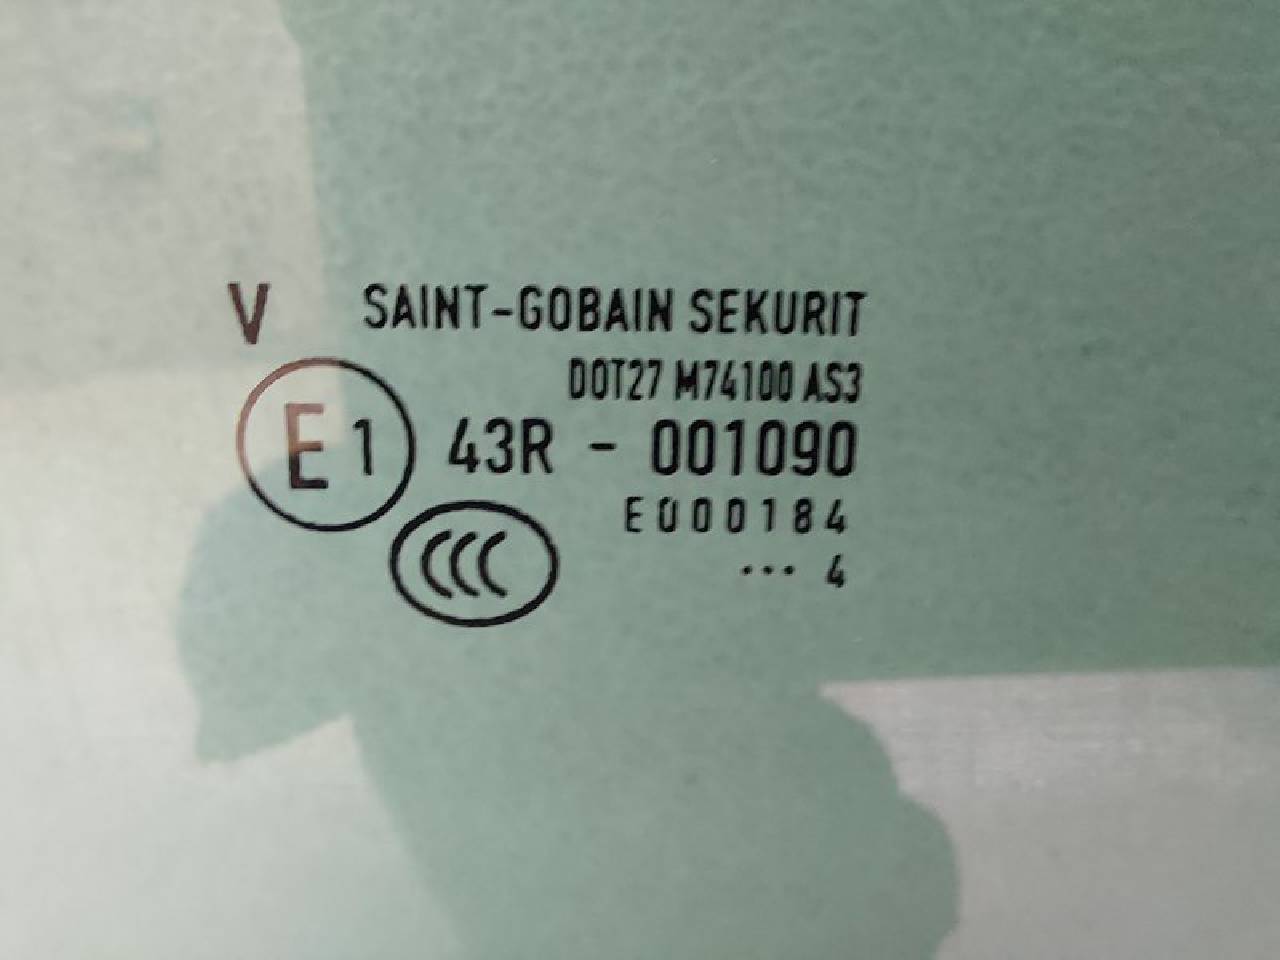 V SAINT-GOBAIN SEKURIT
DOT27 M74100 AS3
E1 43R - 001090
E000184
CCC
... 4